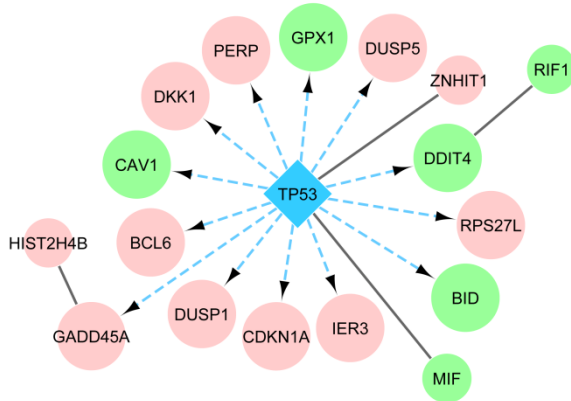 GPX1
PERP
DUSP5
ZNHIT1
RIF1
DKK1
CAV1
DDIT4
TP53
RPS27L
HIST2H4B
BCL6
BID
DUSP1
IER3
CDKN1A
GADD45A
MIF